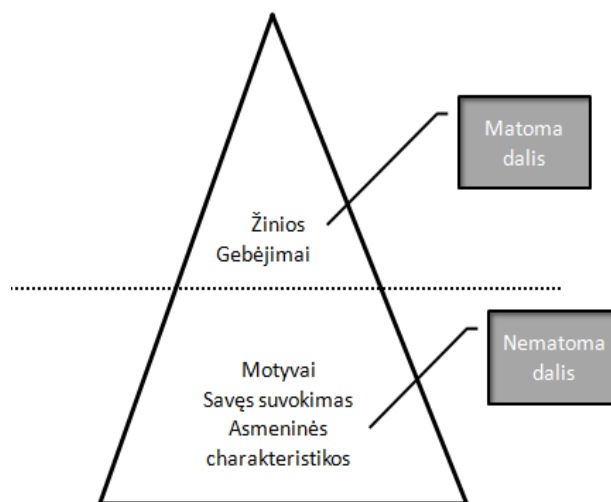 Matoma
dalis
Žinios
Gebėjimai
Nematoma
dalis
Motyvai
Savęs suvokimas
Asmeninės
charakteristikos